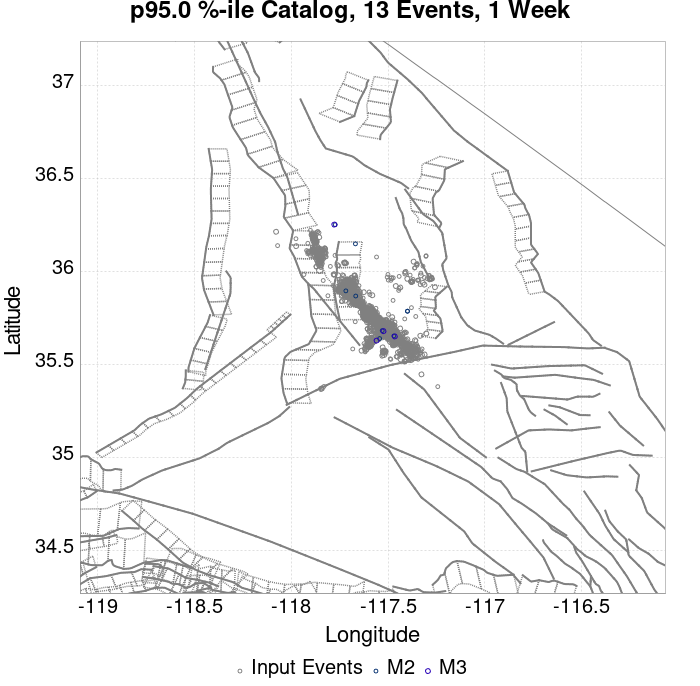 p95.0 %-ile Catalog, 13 Events, 1 Week
37
36.5
36
35.5
35
34.5
Latitude
-119
-118.5
-118
-117.5
-117
-116.5
Longitude
Input Events
M2
M3